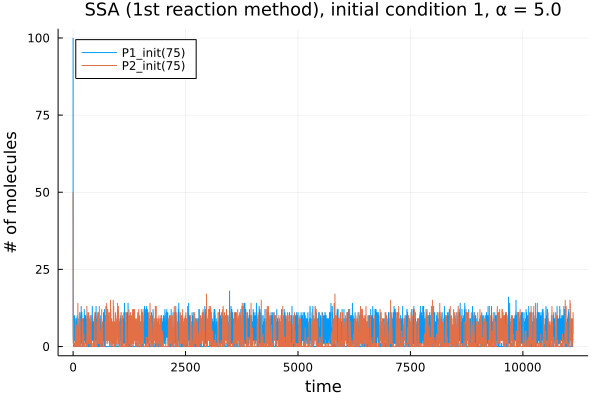 SSA (1st reaction method), initial condition 1, α = 5.0
100
P1_init(75)
P2_init(75)
75
50
25
0
# of molecules
0 2500 5000 7500 10000
time